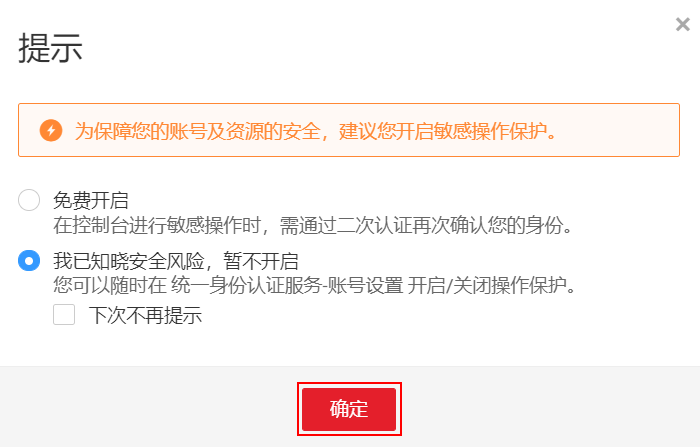 提示
为保障您的账号及资源的安全，建议您开启敏感操作保护。
免费开启
在控制台进行敏感操作时，需通过二次认证再次确认您的身份。
我已知晓安全风险，暂不开启
您可以随时在 统一身份认证服务-账号设置 开启/关闭操作保护。
下次不再提示
确定